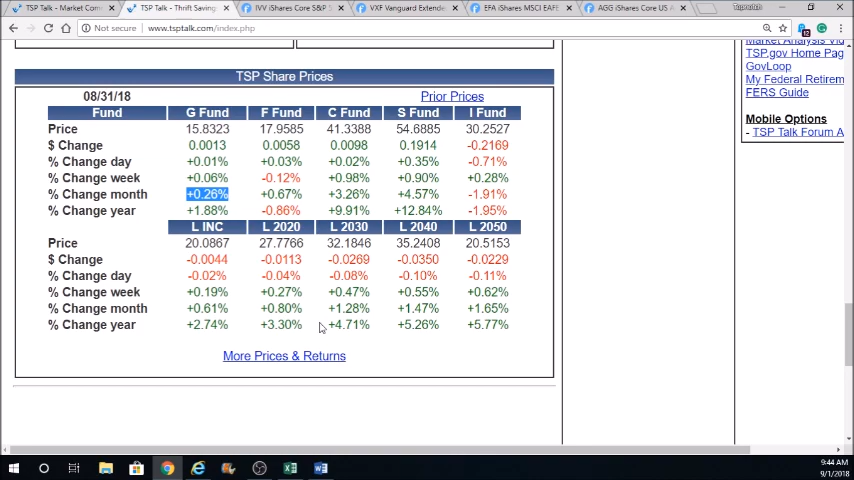 TSP Talk - Market Com
TSP Talk - Thrift Saving
IVV iShares Core S&P
VXF Vanguard Extende
EFA iShares MSCI EAFE
AGG iShares Core US A
Not secure
www.tsptalk.com/index.php
12
Market Analysis Vid
TSP.gov Home Pag
GovLoop
My Federal Retirem
FERS Guide
Mobile Options
- TSP Talk Forum A
TSP Share Prices
08/31/18 Prior Prices
Fund G Fund F Fund C Fund S Fund I Fund
Price 15.8323 17.9585 41.3388 54.6885 30.2527
$ Change 0.0013 0.0058 0.0098 0.1914 -0.2169
% Change day +0.01% +0.03% +0.02% +0.35% -0.71%
% Change week +0.06% -0.12% +0.98% +0.90% +0.28%
% Change month +0.26% +0.67% +3.26% +4.57% -1.91%
% Change year +1.88% -0.86% +9.91% +12.84% -1.95%
L INC L 2020 L 2030 L 2040 L 2050
Price 20.0867 27.7766 32.1846 35.2408 20.5153
$ Change -0.0044 -0.0113 -0.0269 -0.0350 -0.0229
% Change day -0.02% -0.04% -0.08% -0.10% -0.11%
% Change week +0.19% +0.27% +0.47% +0.55% +0.62%
% Change month +0.61% +0.80% +1.28% +1.47% +1.65%
% Change year +2.74% +3.30% +4.71% +5.26% +5.77%
More Prices & Returns
9:44 AM
9/1/2018